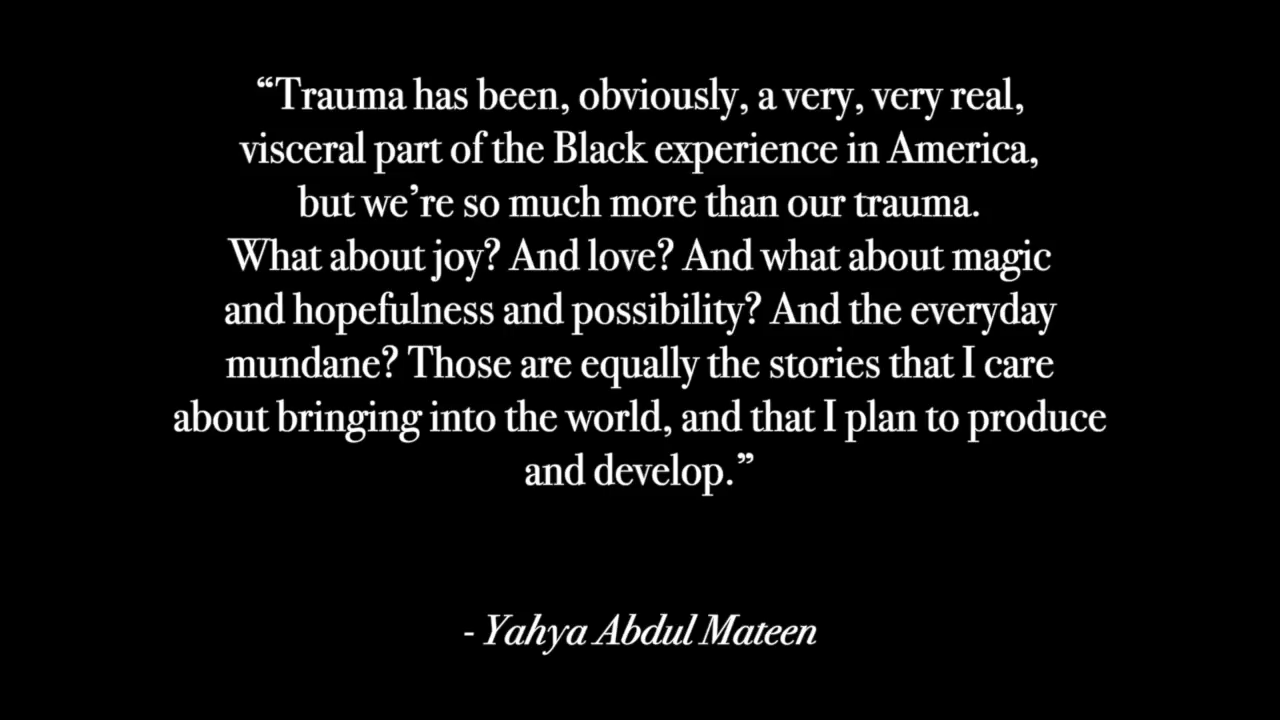 “Trauma has been, obviously, a very, very real,
visceral part of the Black experience in America,
but we’re so much more than our trauma.
What about joy? And love? And what about magic
and hopefulness and possibility? And the everyday
mundane? Those are equally the stories that I care
about bringing into the world, and that I plan to produce
and develop.”
- Yahya Abdul Mateen